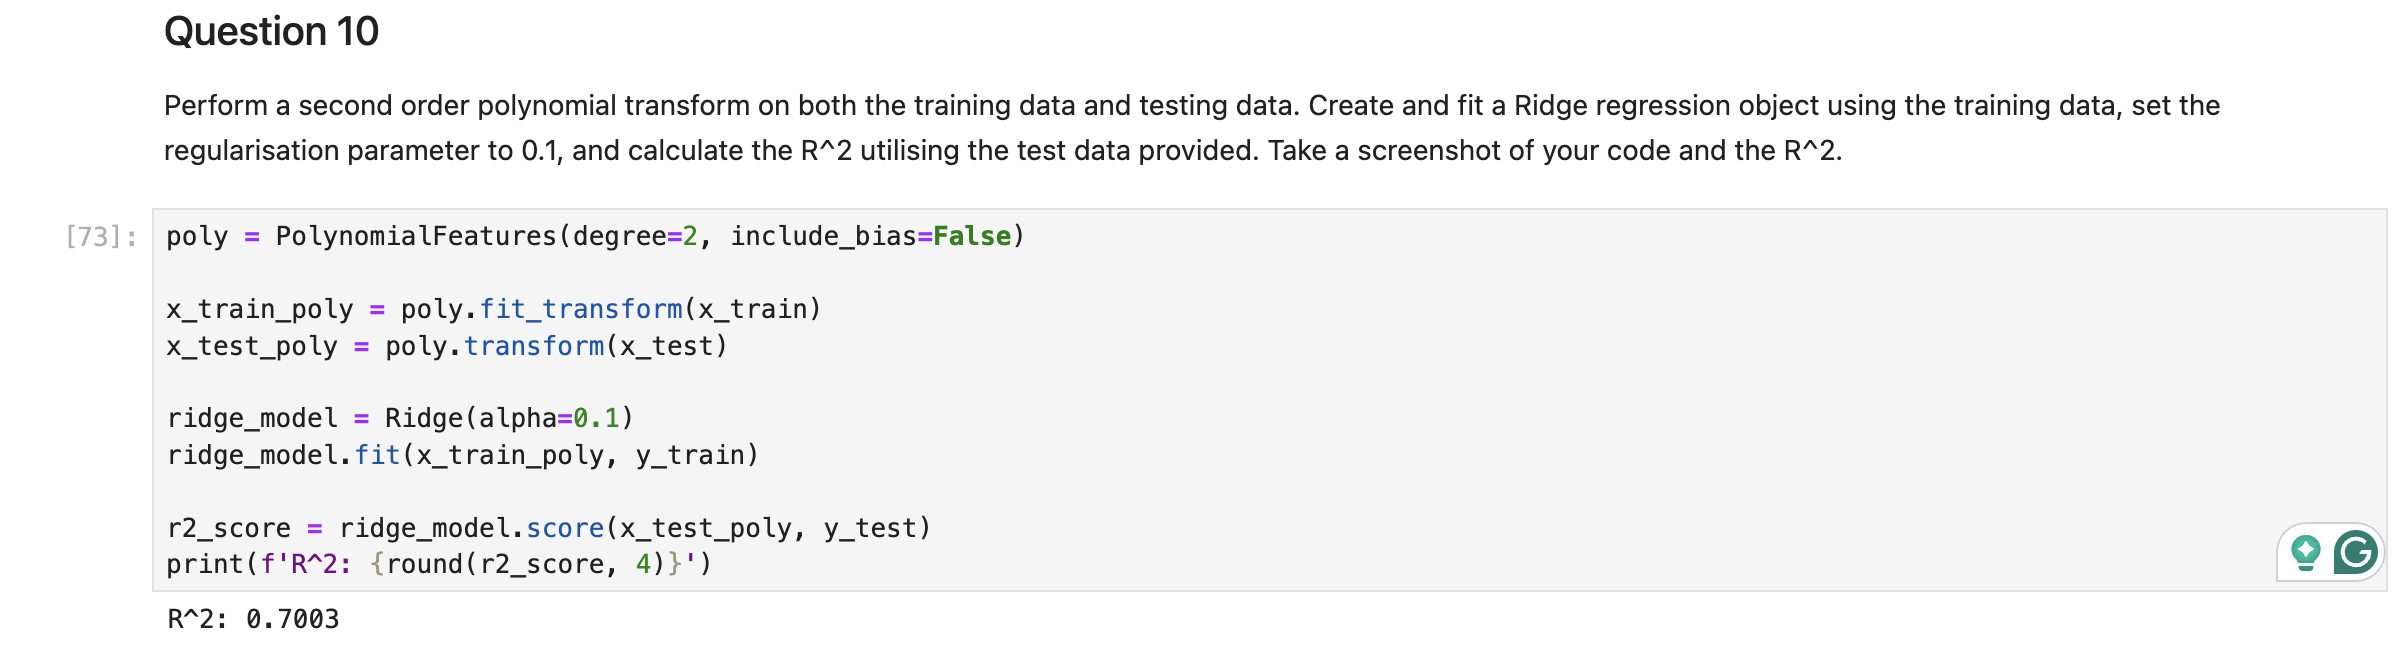 Question 10
Perform a second order polynomial transform on both the training data and testing data. Create and fit a Ridge regression object using the training data, set the
regularisation parameter to 0.1, and calculate the R^2 utilising the test data provided. Take a screenshot of your code and the R^2.
[73]:
poly = PolynomialFeatures(degree=2, include_bias=False)
x_train_poly = poly.fit_transform(x_train)
x_test_poly = poly.transform(x_test)
ridge_model = Ridge(alpha=0.1)
ridge_model.fit(x_train_poly, y_train)
r2_score = ridge_model.score(x_test_poly, y_test)
print(f'R^2: {round(r2_score, 4)}')
R^2: 0.7003